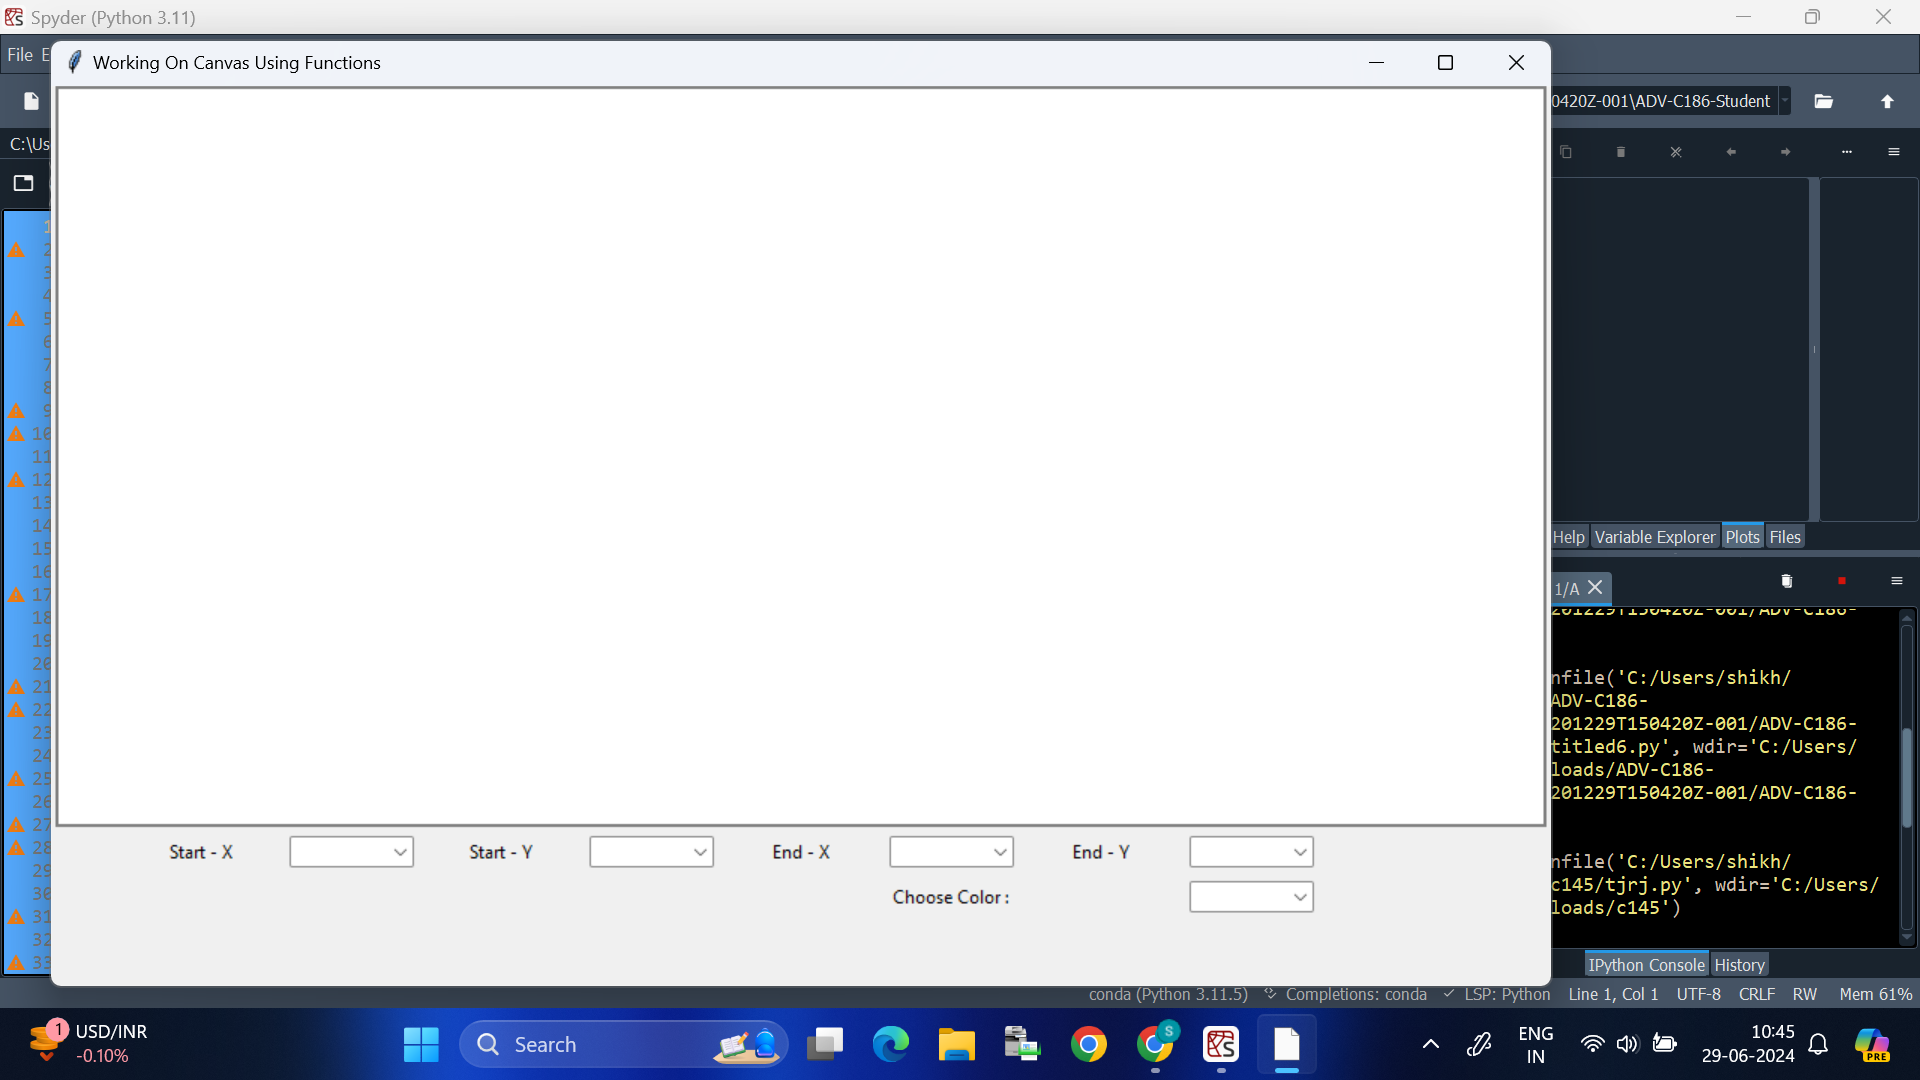 Spyder (Python 3.11)
File E
Working On Canvas Using Functions
0420Z-001\ADV-C186-Student
C:\Us
1
2
3
4
5
6
7
8
9
10
11
12
13
14
15
16
17
18
19
20
21
22
23
24
25
26
27
28
29
30
31
32
33
Help Variable Explorer Plots Files
1/A
201229T150420Z-001/ADV-C186-
nfile('C:/Users/shikh/
ADV-C186-
201229T150420Z-001/ADV-C186-
titled6.py', wdir='C:/Users/
loads/ADV-C186-
201229T150420Z-001/ADV-C186-
nfile('C:/Users/shikh/
c145/tjrj.py', wdir='C:/Users/
loads/c145')
Start - X Start - Y End - X End - Y
Choose Color :
IPython Console History
conda (Python 3.11.5) Completions: conda LSP: Python Line 1, Col 1 UTF-8 CRLF RW Mem 61%
1 USD/INR
-0.10%
Search
S
ENG
IN
10:45
29-06-2024
PRE